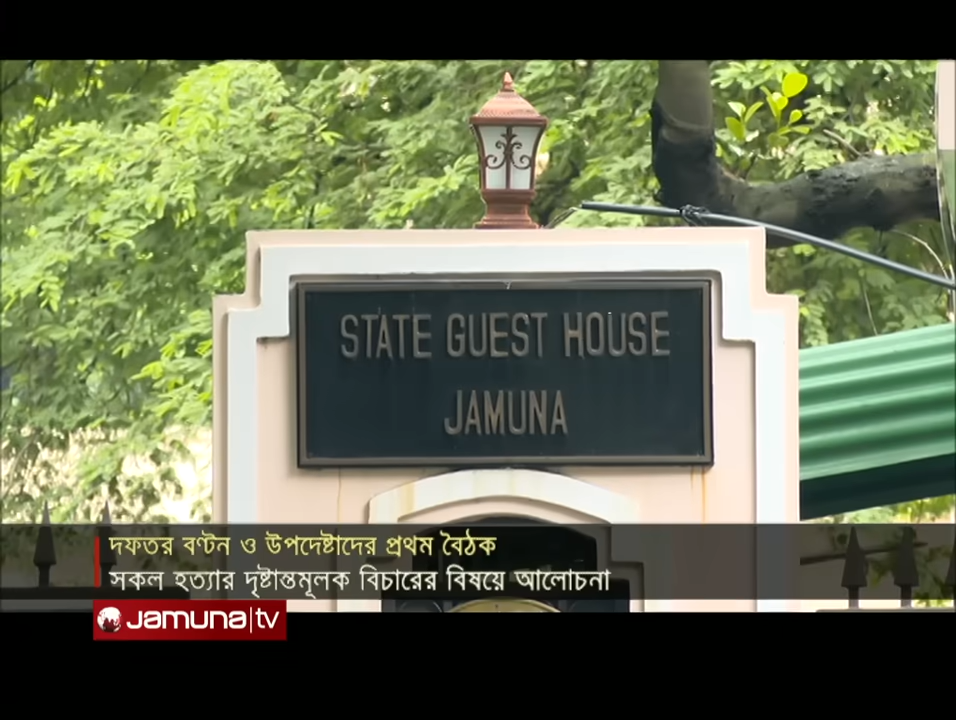 STATE GUEST HOUSE
JAMUNA
দফতর বণ্টন ও উপদেষ্টাদের প্রথম বৈঠক
সকল হত্যার দৃষ্টান্তমূলক বিচারের বিষয়ে আলোচনা
Jamuna|tv